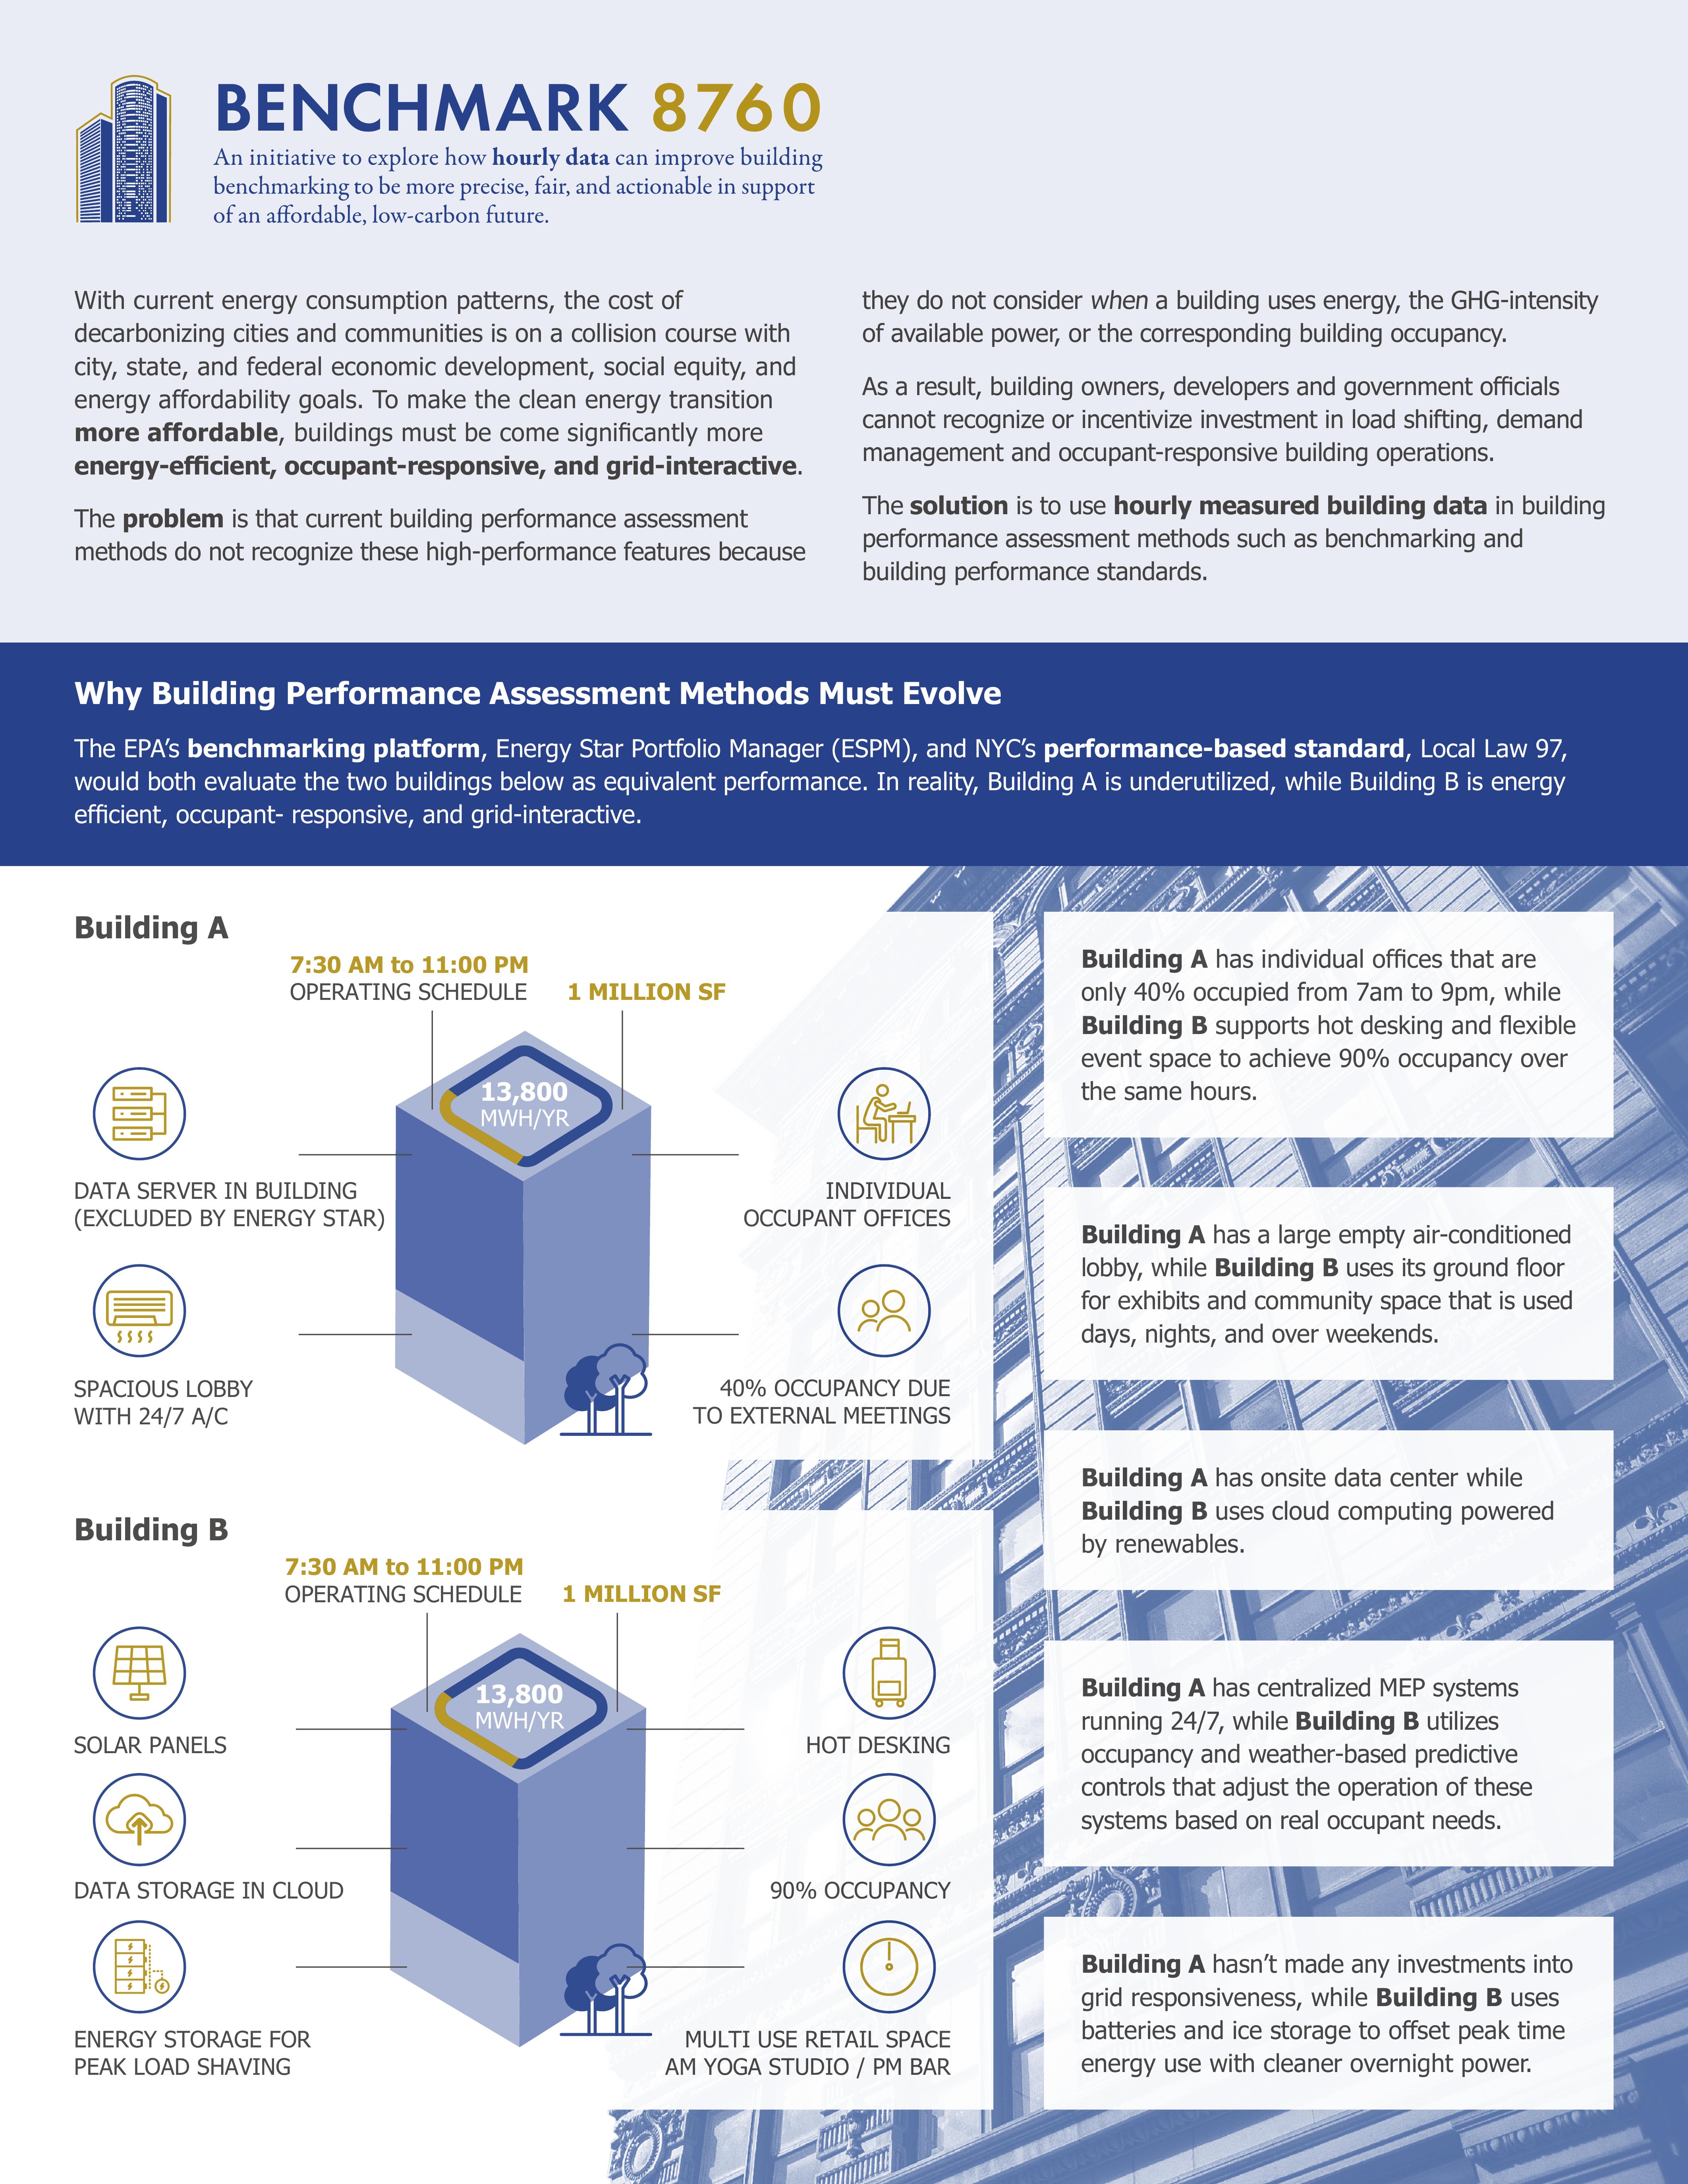 BENCHMARK 8760
An initiative to explore how hourly data can improve building
benchmarking to be more precise, fair, and actionable in support
of an affordable, low-carbon future.
With current energy consumption patterns, the cost of
decarbonizing cities and communities is on a collision course with
city, state, and federal economic development, social equity, and
energy affordability goals. To make the clean energy transition
more affordable, buildings must be come significantly more
energy-efficient, occupant-responsive, and grid-interactive.
The problem is that current building performance assessment
methods do not recognize these high-performance features because
they do not consider when a building uses energy, the GHG-intensity
of available power, or the corresponding building occupancy.
As a result, building owners, developers and government officials
cannot recognize or incentivize investment in load shifting, demand
management and occupant-responsive building operations.
The solution is to use hourly measured building data in building
performance assessment methods such as benchmarking and
building performance standards.
Why Building Performance Assessment Methods Must Evolve
The EPA's benchmarking platform, Energy Star Portfolio Manager (ESPM), and NYC's performance-based standard, Local Law 97,
would both evaluate the two buildings below as equivalent performance. In reality, Building A is underutilized, while Building B is energy
efficient, occupant- responsive, and grid-interactive.
Building A
7:30 AM to 11:00 PM
OPERATING SCHEDULE
1 MILLION SF
13,800
MWH/YR
DATA SERVER IN BUILDING
(EXCLUDED BY ENERGY STAR)
INDIVIDUAL
OCCUPANT OFFICES
SPACIOUS LOBBY
WITH 24/7 A/C
40% OCCUPANCY DUE
TO EXTERNAL MEETINGS
Building B
7:30 AM to 11:00 PM
OPERATING SCHEDULE
1 MILLION SF
13,800
MWH/YR
SOLAR PANELS
HOT DESKING
DATA STORAGE IN CLOUD
90% OCCUPANCY
ENERGY STORAGE FOR
PEAK LOAD SHAVING
MULTI USE RETAIL SPACE
AM YOGA STUDIO / PM BAR
Building A has individual offices that are
only 40% occupied from 7am to 9pm, while
Building B supports hot desking and flexible
event space to achieve 90% occupancy over
the same hours.
Building A has a large empty air-conditioned
lobby, while Building B uses its ground floor
for exhibits and community space that is used
days, nights, and over weekends.
Building A has onsite data center while
Building B uses cloud computing powered
by renewables.
Building A has centralized MEP systems
running 24/7, while Building B utilizes
occupancy and weather-based predictive
controls that adjust the operation of these
systems based on real occupant needs.
Building A hasn't made any investments into
grid responsiveness, while Building B uses
batteries and ice storage to offset peak time
energy use with cleaner overnight power.